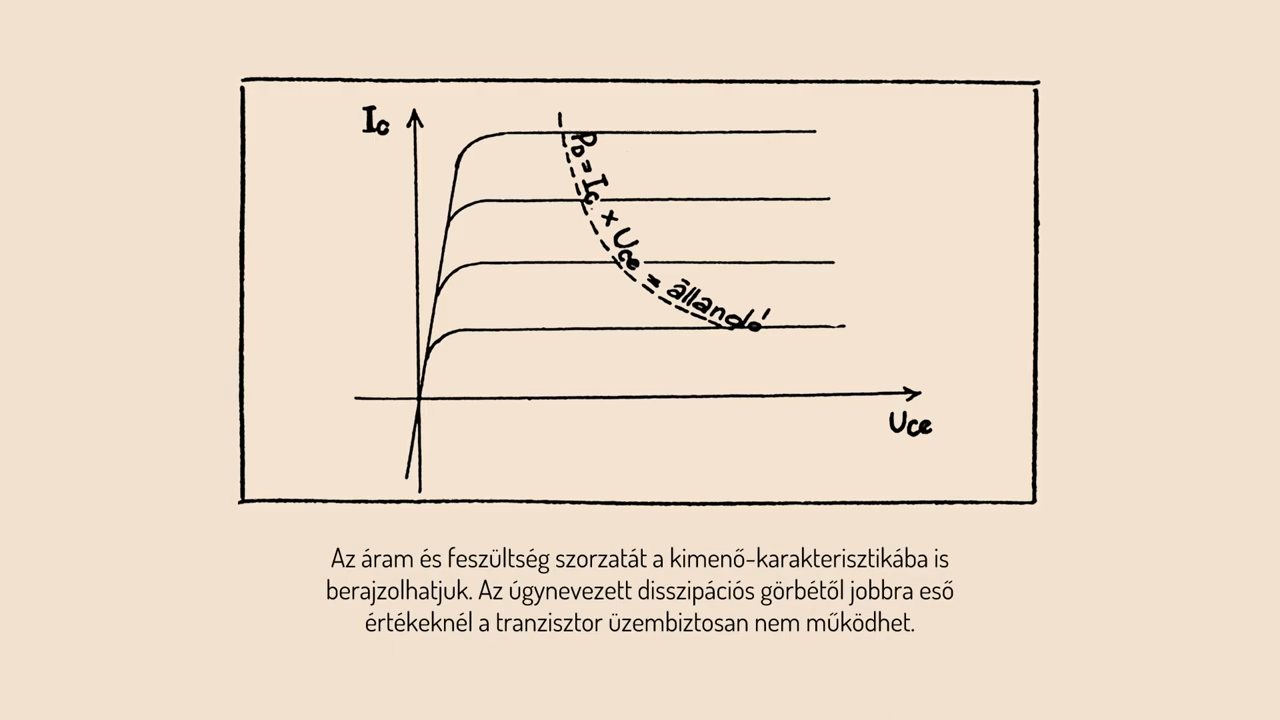 Ic
P_D = Ic × Uce = állandó
Uce
Az áram és feszültség szorzatát a kimenő-karakterisztikába is
berajzolhatjuk. Az úgynevezett disszipációs görbétől jobbra eső
értékeknél a tranzisztor üzembiztosan nem működhet.